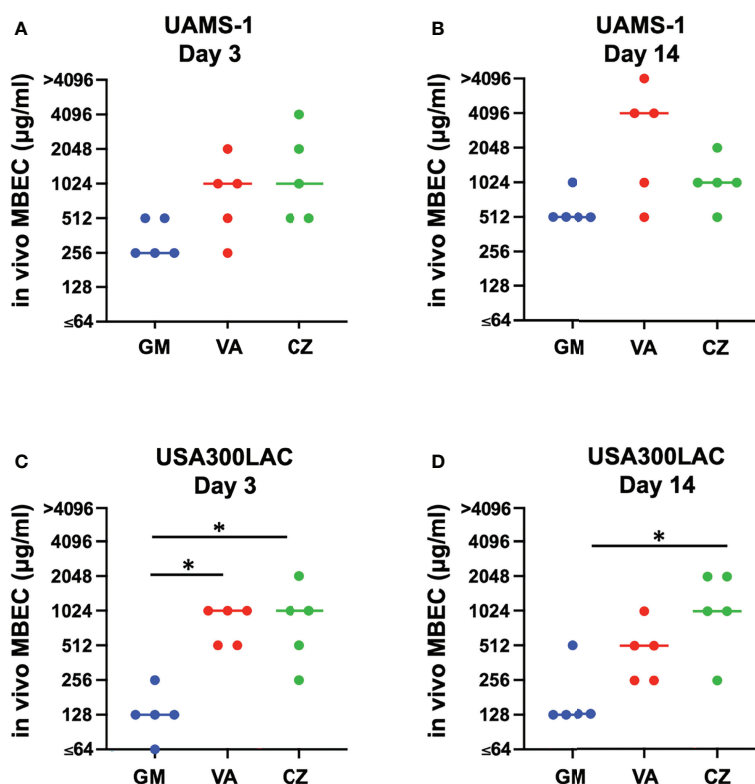 A
UAMS-1
Day 3
in vivo MBEC (µg/ml)
>4096
4096
2048
1024
512
256
128
≤64
GM VA CZ
B
UAMS-1
Day 14
in vivo MBEC (µg/ml)
>4096
4096
2048
1024
512
256
128
≤64
GM VA CZ
C
USA300LAC
Day 3
in vivo MBEC (µg/ml)
>4096
4096
2048
1024
512
256
128
≤64
*
*
GM VA CZ
D
USA300LAC
Day 14
in vivo MBEC (µg/ml)
>4096
4096
2048
1024
512
256
128
≤64
*
GM VA CZ